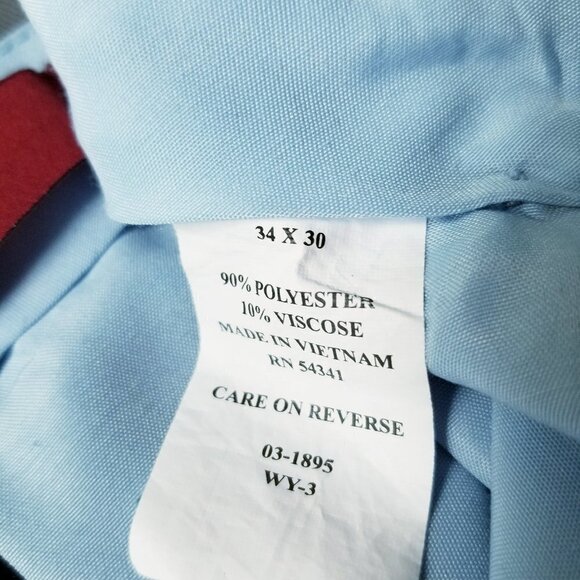 34 X 30
90% POLYESTER
10% VISCOSE
MADE IN VIETNAM
RN 54341
CARE ON REVERSE
03-1895
WY-3